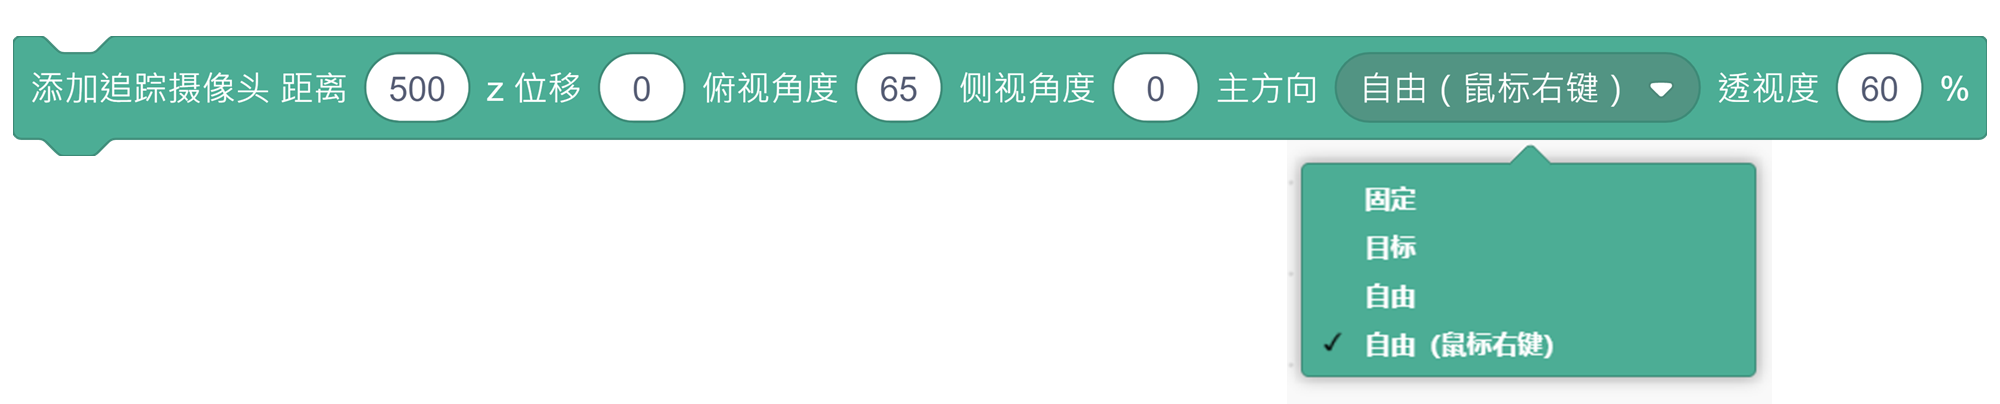 添加追踪摄像头 距离 500 z 位移 0 俯视角度 65 侧视角度 0 主方向 自由（鼠标右键） 透视度 60 %
固定
目标
自由
✓ 自由 (鼠标右键)